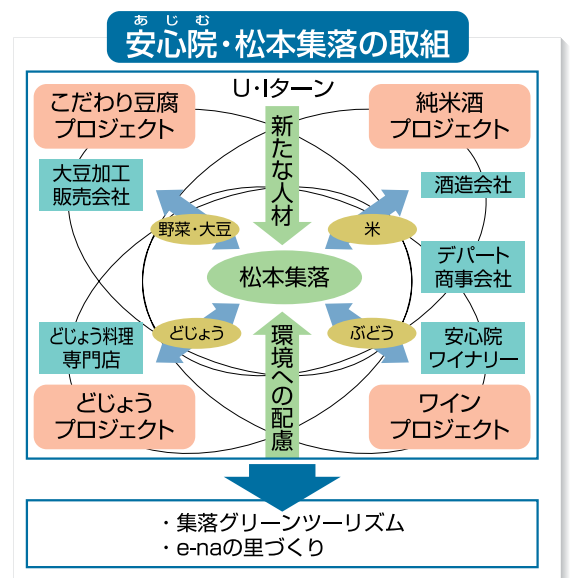 あじむ
安心院・松本集落の取組
U・Iターン
こだわり豆腐
プロジェクト
純米酒
プロジェクト
新たな人材
大豆加工
販売会社
酒造会社
野菜・大豆
米
デパート
商事会社
松本集落
どじょう
ぶどう
どじょう料理
専門店
環境への配慮
安心院
ワイナリー
どじょう
プロジェクト
ワイン
プロジェクト
・集落グリーンツーリズム
・e-naの里づくり